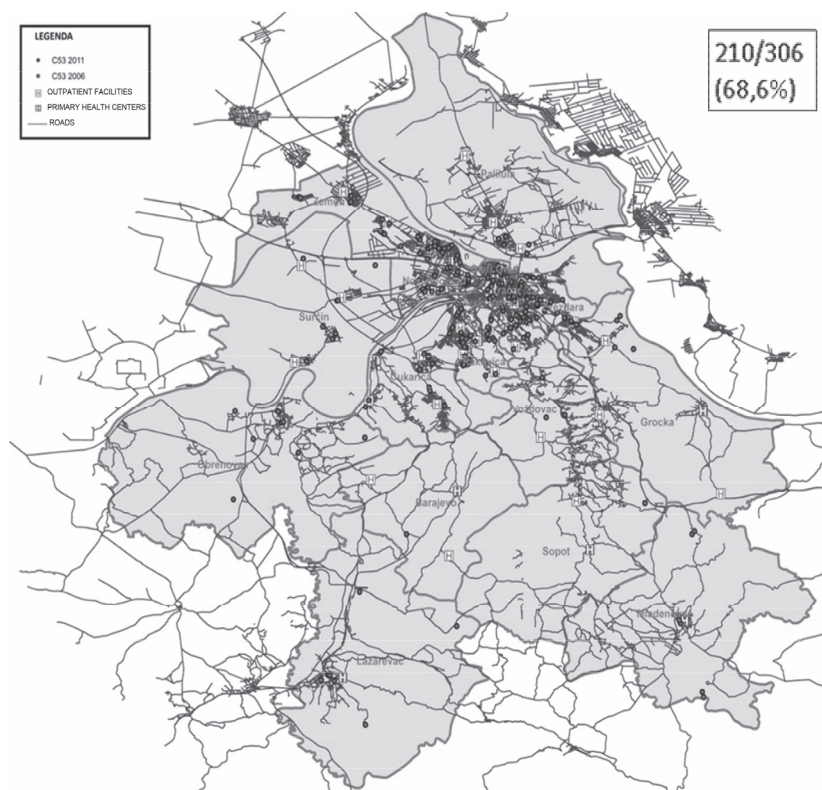 LEGENDA
C53 2011
C53 2006
OUTPATIENT FACILITIES
PRIMARY HEALTH CENTERS
ROADS
210/306
(68,6%)
Palilula
Zemun
Surčin
Čukarica
Voždovac
Grocka
Obrenovac
Barajevo
Sopot
Mladenovac
Lazarevac